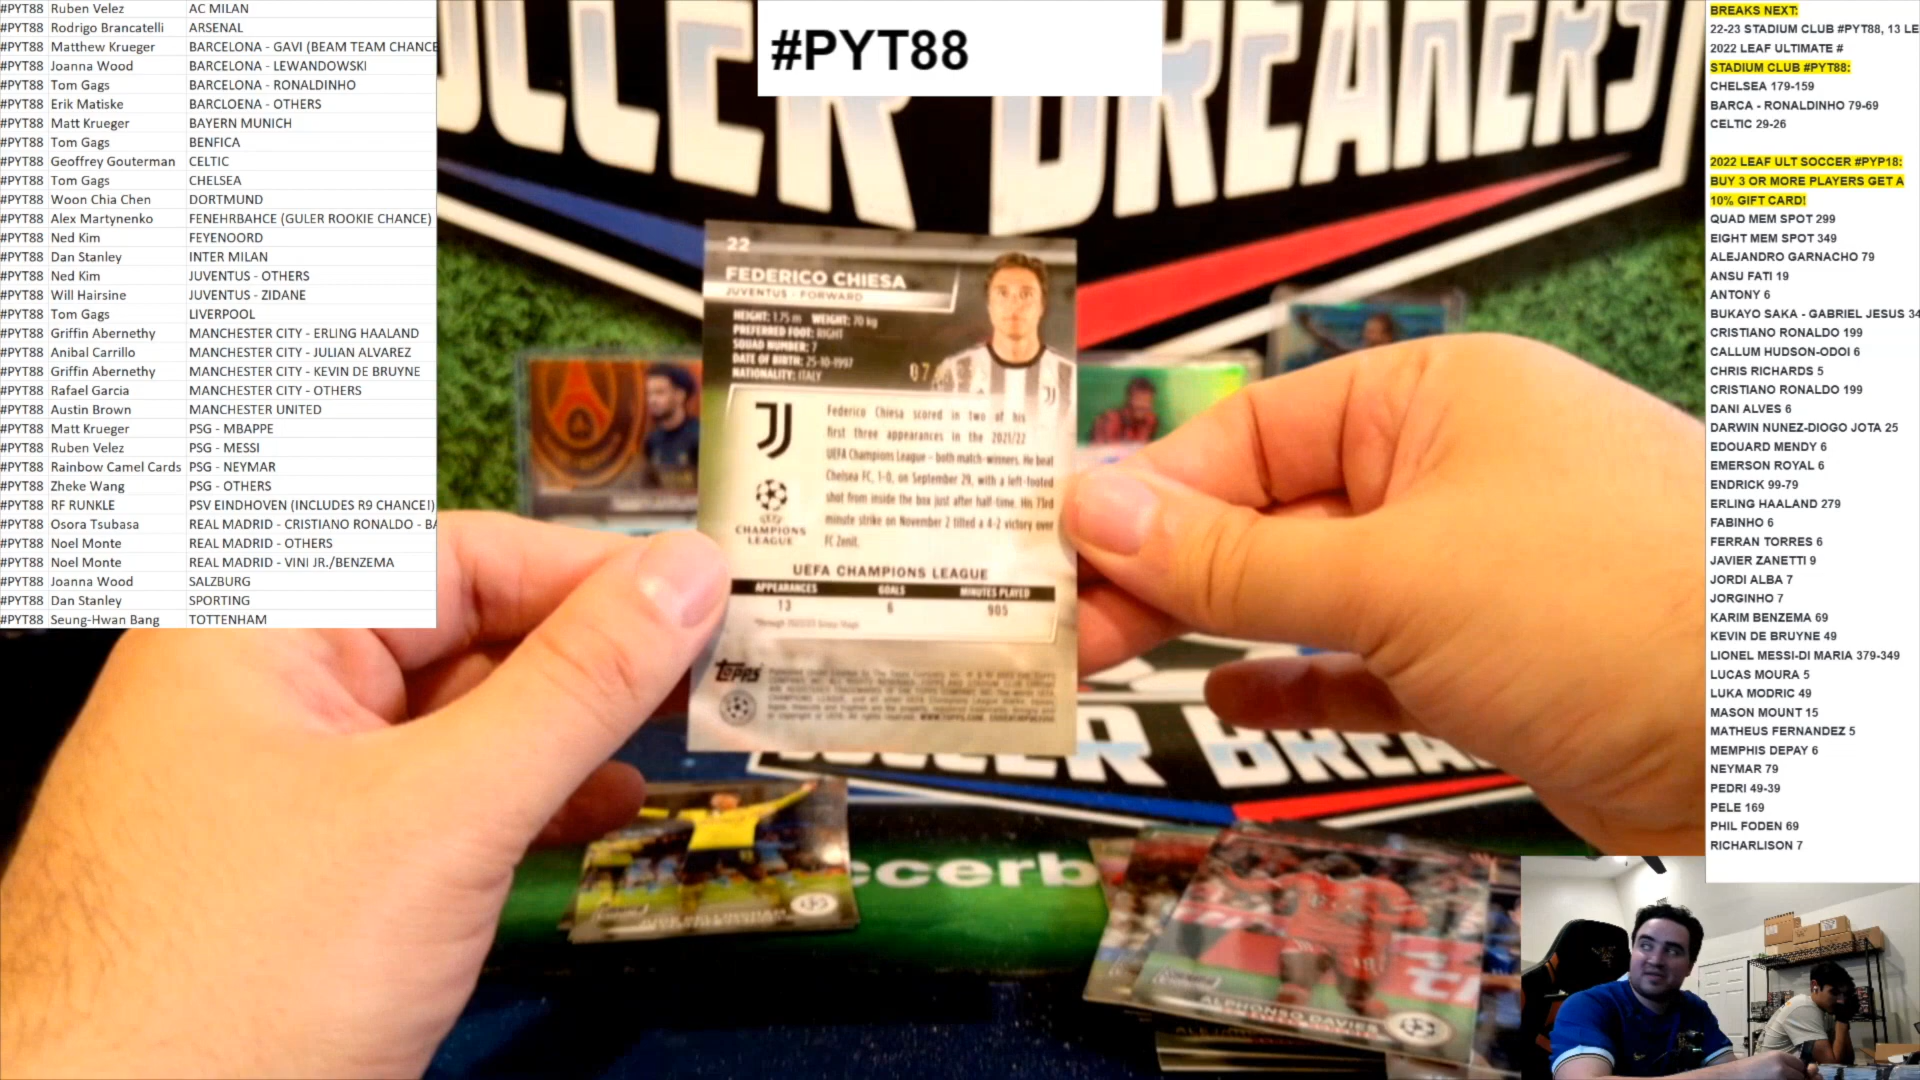 #PYT88 Ruben Velez AC MILAN
#PYT88 Rodrigo Brancatelli ARSENAL
#PYT88 Matthew Krueger BARCELONA - GAVI (BEAM TEAM CHANCE
#PYT88 Joanna Wood BARCELONA - LEWANDOWSKI
#PYT88 Tom Gags BARCELONA - RONALDINHO
#PYT88 Erik Matiske BARCLOENA - OTHERS
#PYT88 Matt Krueger BAYERN MUNICH
#PYT88 Tom Gags BENFICA
#PYT88 Geoffrey Gouterman CELTIC
#PYT88 Tom Gags CHELSEA
#PYT88 Woon Chia Chen DORTMUND
#PYT88 Alex Martynenko FENEHRBAHCE (GULER ROOKIE CHANCE)
#PYT88 Ned Kim FEYENOORD
#PYT88 Dan Stanley INTER MILAN
#PYT88 Ned Kim JUVENTUS - OTHERS
#PYT88 Will Hairsine JUVENTUS - ZIDANE
#PYT88 Tom Gags LIVERPOOL
#PYT88 Griffin Abernethy MANCHESTER CITY - ERLING HAALAND
#PYT88 Anibal Carrillo MANCHESTER CITY - JULIAN ALVAREZ
#PYT88 Griffin Abernethy MANCHESTER CITY - KEVIN DE BRUYNE
#PYT88 Rafael Garcia MANCHESTER CITY - OTHERS
#PYT88 Austin Brown MANCHESTER UNITED
#PYT88 Matt Krueger PSG - MBAPPE
#PYT88 Ruben Velez PSG - MESSI
#PYT88 Rainbow Camel Cards PSG - NEYMAR
#PYT88 Zheke Wang PSG - OTHERS
#PYT88 RF RUNKLE PSV EINDHOVEN (INCLUDES R9 CHANCE!)
#PYT88 Osora Tsubasa REAL MADRID - CRISTIANO RONALDO - BA
#PYT88 Noel Monte REAL MADRID - OTHERS
#PYT88 Noel Monte REAL MADRID - VINI JR./BENZEMA
#PYT88 Joanna Wood SALZBURG
#PYT88 Dan Stanley SPORTING
#PYT88 Seung-Hwan Bang TOTTENHAM
#PYT88
SOCCER BREAKERS
22
FEDERICO CHIESA
JUVENTUS - FORWARD
HEIGHT: 1.75 m WEIGHT: 70 kg
PREFERRED FOOT: RIGHT
SQUAD NUMBER: 7
DATE OF BIRTH: 25-10-1997
NATIONALITY: ITALY
Federico Chiesa scored in two of his
first three appearances in the 2021/22
UEFA Champions League – both match-winners. He beat
Chelsea FC, 1-0, on September 29, with a left-footed
shot from inside the box just after half-time. His 73rd
minute strike on November 2 tilted a 4-2 victory over
FC Zenit.
CHAMPIONS
LEAGUE
UEFA CHAMPIONS LEAGUE
APPEARANCES GOALS MINUTES PLAYED
13 6 905
Topps
SOCCER BREA
ccerb
JUDE BELLINGHAM
ALPHONSO DAVIES
BREAKS NEXT:
22-23 STADIUM CLUB #PYT88, 13 LE
2022 LEAF ULTIMATE #
STADIUM CLUB #PYT88:
CHELSEA 179-159
BARCA - RONALDINHO 79-69
CELTIC 29-26
2022 LEAF ULT SOCCER #PYP18:
BUY 3 OR MORE PLAYERS GET A
10% GIFT CARD!
QUAD MEM SPOT 299
EIGHT MEM SPOT 349
ALEJANDRO GARNACHO 79
ANSU FATI 19
ANTONY 6
BUKAYO SAKA - GABRIEL JESUS 34
CRISTIANO RONALDO 199
CALLUM HUDSON-ODOI 6
CHRIS RICHARDS 5
CRISTIANO RONALDO 199
DANI ALVES 6
DARWIN NUNEZ-DIOGO JOTA 25
EDOUARD MENDY 6
EMERSON ROYAL 6
ENDRICK 99-79
ERLING HAALAND 279
FABINHO 6
FERRAN TORRES 6
JAVIER ZANETTI 9
JORDI ALBA 7
JORGINHO 7
KARIM BENZEMA 69
KEVIN DE BRUYNE 49
LIONEL MESSI-DI MARIA 379-349
LUCAS MOURA 5
LUKA MODRIC 49
MASON MOUNT 15
MATHEUS FERNANDEZ 5
MEMPHIS DEPAY 6
NEYMAR 79
PEDRI 49-39
PELE 169
PHIL FODEN 69
RICHARLISON 7